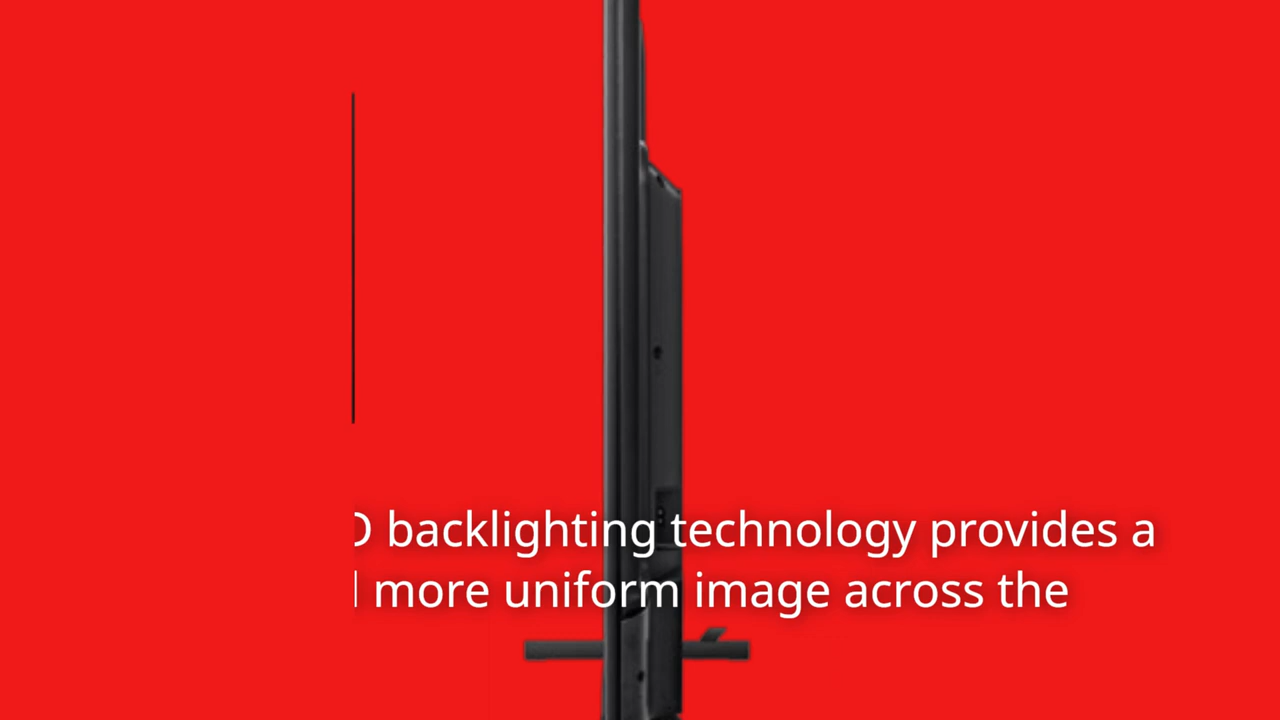 backlighting technology provides a
more uniform image across the